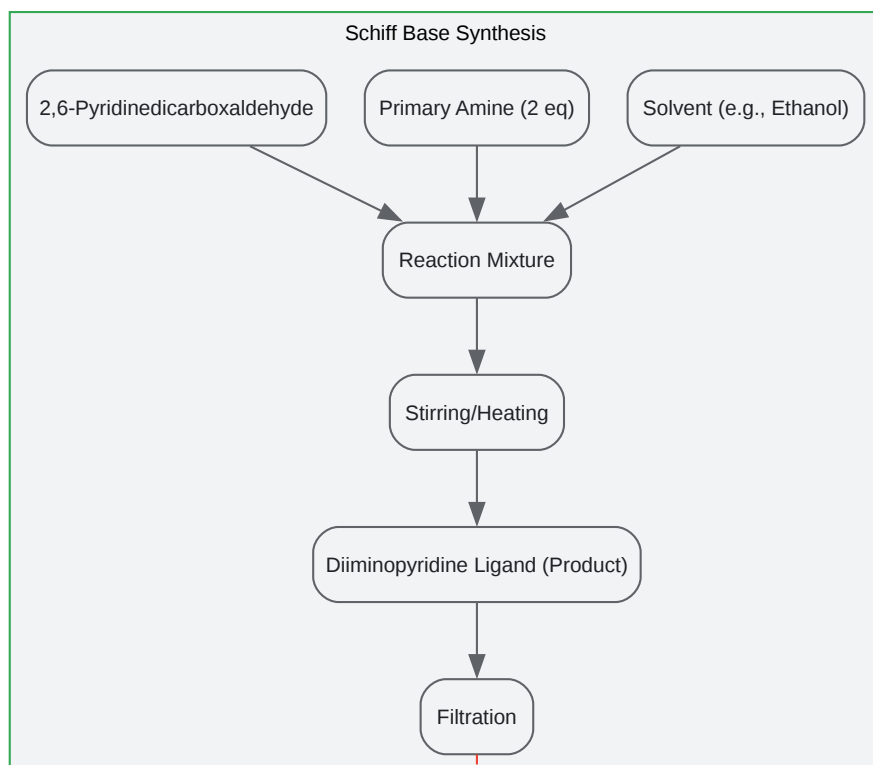 Schiff Base Synthesis
2,6-Pyridinedicarboxaldehyde
Primary Amine (2 eq)
Solvent (e.g., Ethanol)
Reaction Mixture
Stirring/Heating
Diiminopyridine Ligand (Product)
Filtration